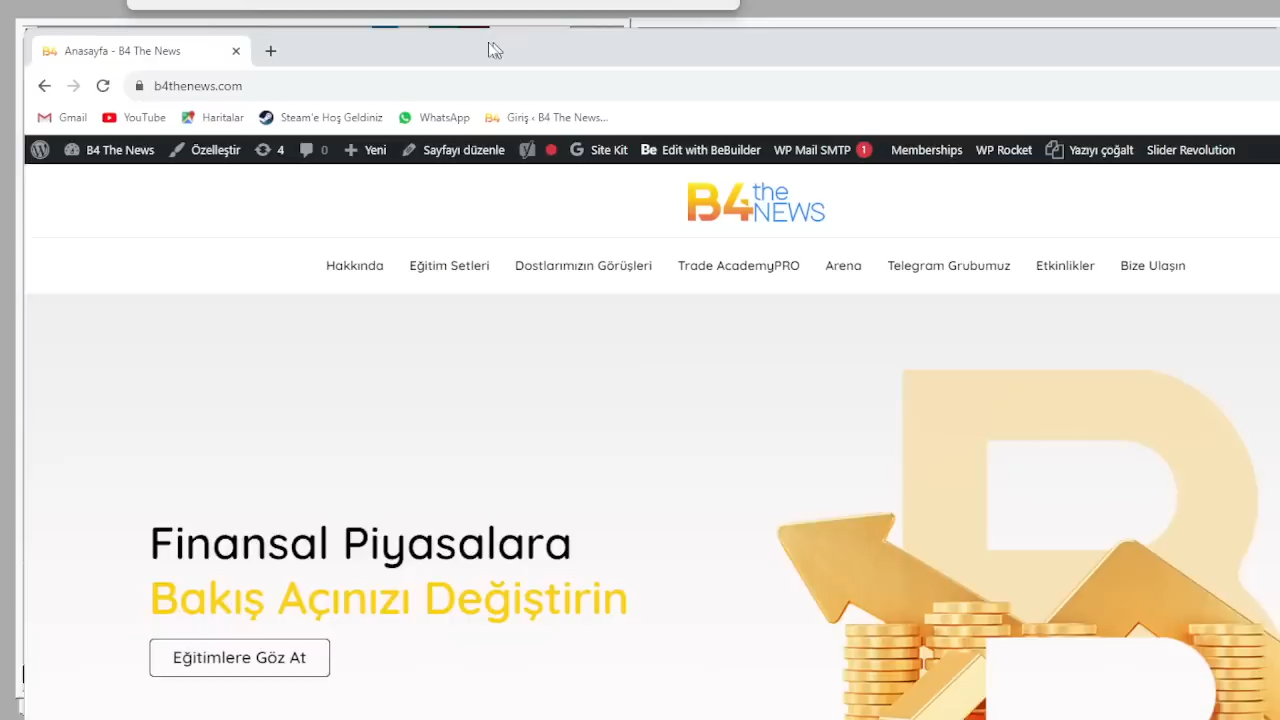 Anasayfa - B4 The News
b4thenews.com
Gmail YouTube Haritalar Steam'e Hoş Geldiniz WhatsApp Giriş ‹ B4 The News...
B4 The News Özelleştir 4 0 Yeni Sayfayı düzenle Site Kit Be Edit with BeBuilder WP Mail SMTP 1 Memberships WP Rocket Yazıyı çoğalt Slider Revolution
B4 the NEWS
Hakkında Eğitim Setleri Dostlarımızın Görüşleri Trade AcademyPRO Arena Telegram Grubumuz Etkinlikler Bize Ulaşın
Finansal Piyasalara
Bakış Açınızı Değiştirin
Eğitimlere Göz At